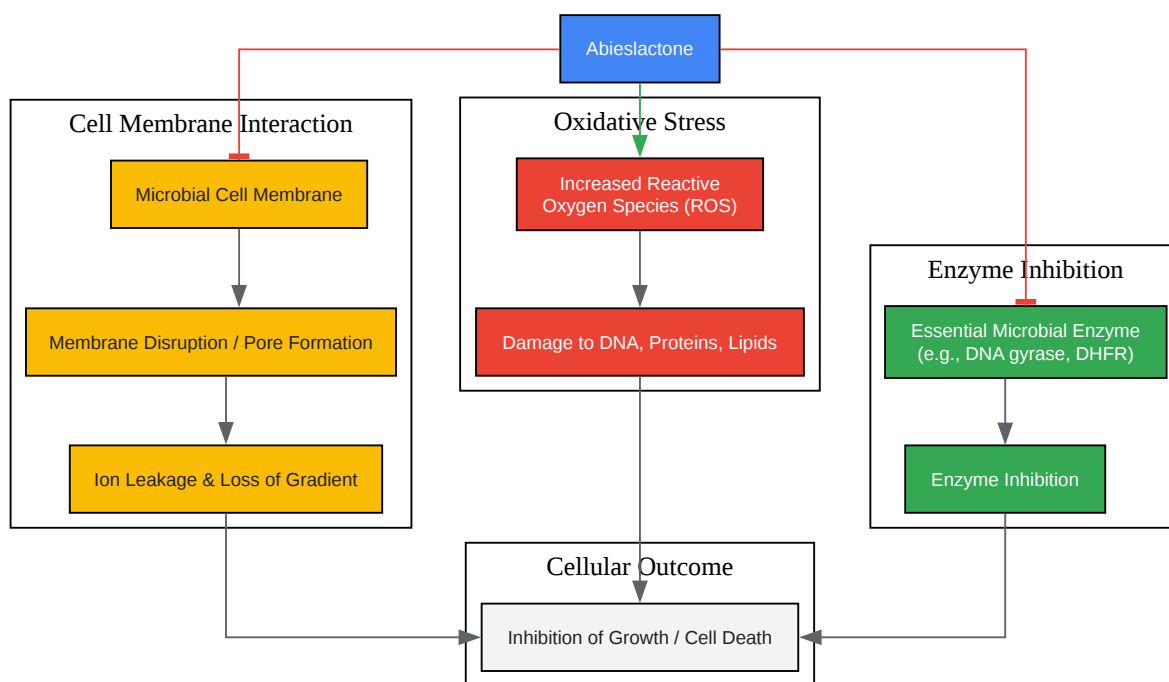 Abieslactone
Cell Membrane Interaction
Microbial Cell Membrane
Membrane Disruption / Pore Formation
Ion Leakage & Loss of Gradient
Oxidative Stress
Increased Reactive
Oxygen Species (ROS)
Damage to DNA, Proteins, Lipids
Enzyme Inhibition
Essential Microbial Enzyme
(e.g., DNA gyrase, DHFR)
Enzyme Inhibition
Cellular Outcome
Inhibition of Growth / Cell Death